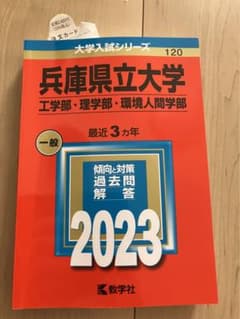 大学入試シリーズ
120
兵庫県立大学
工学部・理学部・環境人間学部
最近3カ年
一般
傾向と対策
過去問
解答
2023
数学社